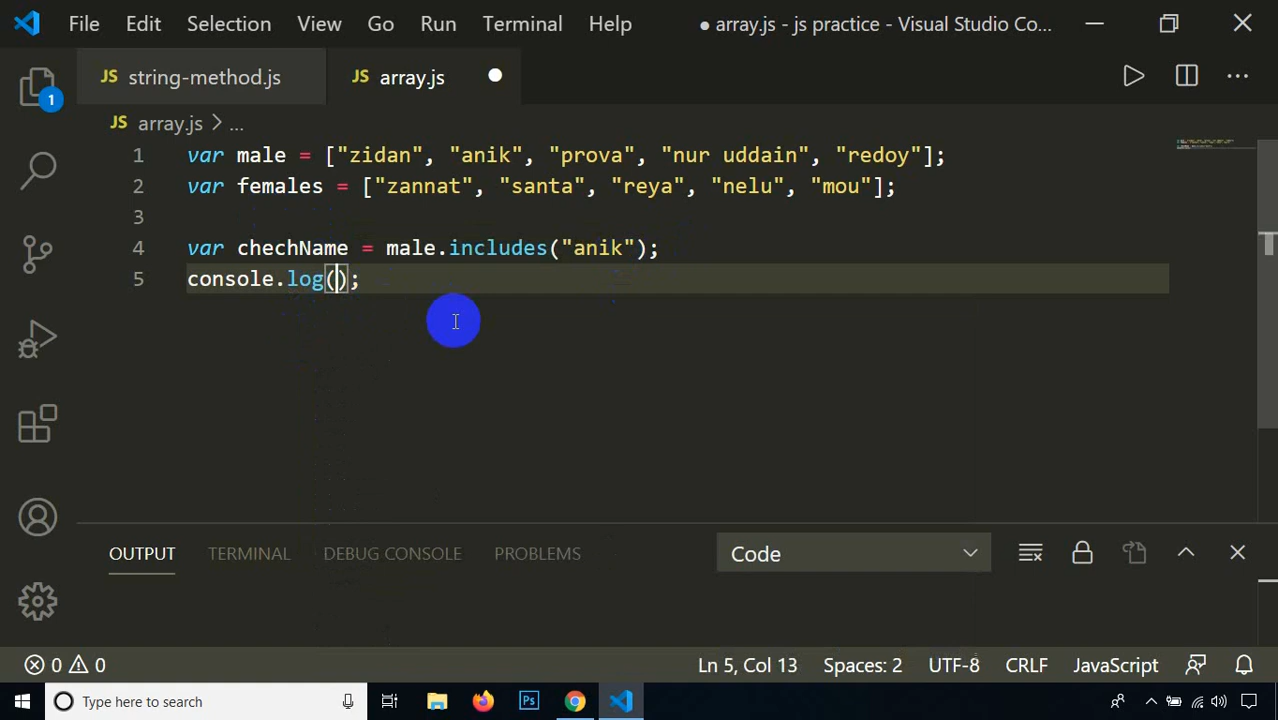 File Edit Selection View Go Run Terminal Help ● array.js - js practice - Visual Studio Co...
JS string-method.js JS array.js
1
JS array.js > ...
1 var male = ["zidan", "anik", "prova", "nur uddain", "redoy"];
2 var females = ["zannat", "santa", "reya", "nelu", "mou"];
3
4 var chechName = male.includes("anik");
5 console.log();
OUTPUT TERMINAL DEBUG CONSOLE PROBLEMS Code
0 0 Ln 5, Col 13 Spaces: 2 UTF-8 CRLF JavaScript
Type here to search Ps